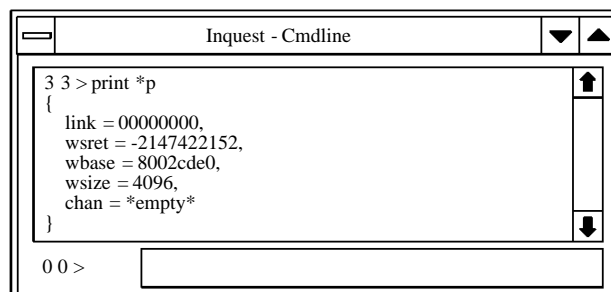 Inquest - Cmdline
3 3 > print *p
{
link = 00000000,
wsret = -2147422152,
wbase = 8002cde0,
wsize = 4096,
chan = *empty*
}
0 0 >